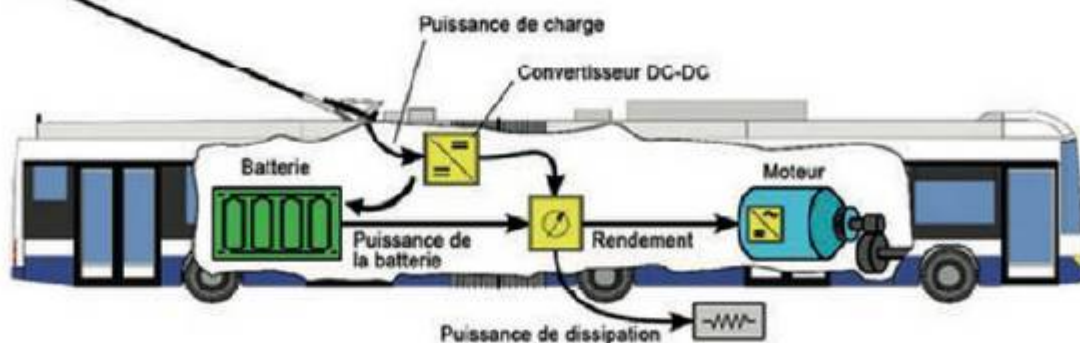 Puissance de charge
Convertisseur DC-DC
Batterie
Moteur
Puissance de
la batterie
Rendement
Puissance de dissipation